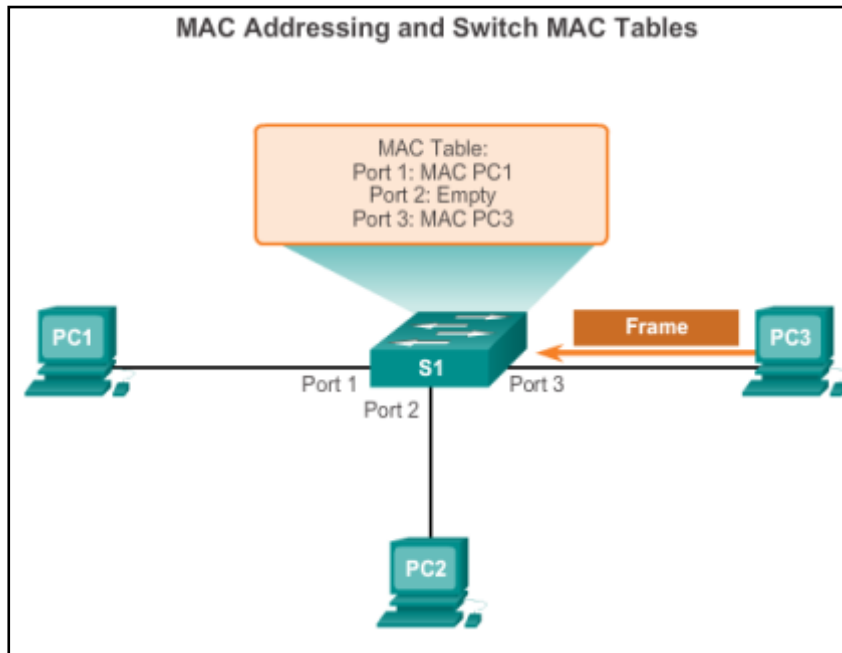 MAC Addressing and Switch MAC Tables
MAC Table:
Port 1: MAC PC1
Port 2: Empty
Port 3: MAC PC3
PC1
Frame
PC3
S1
Port 1
Port 3
Port 2
PC2